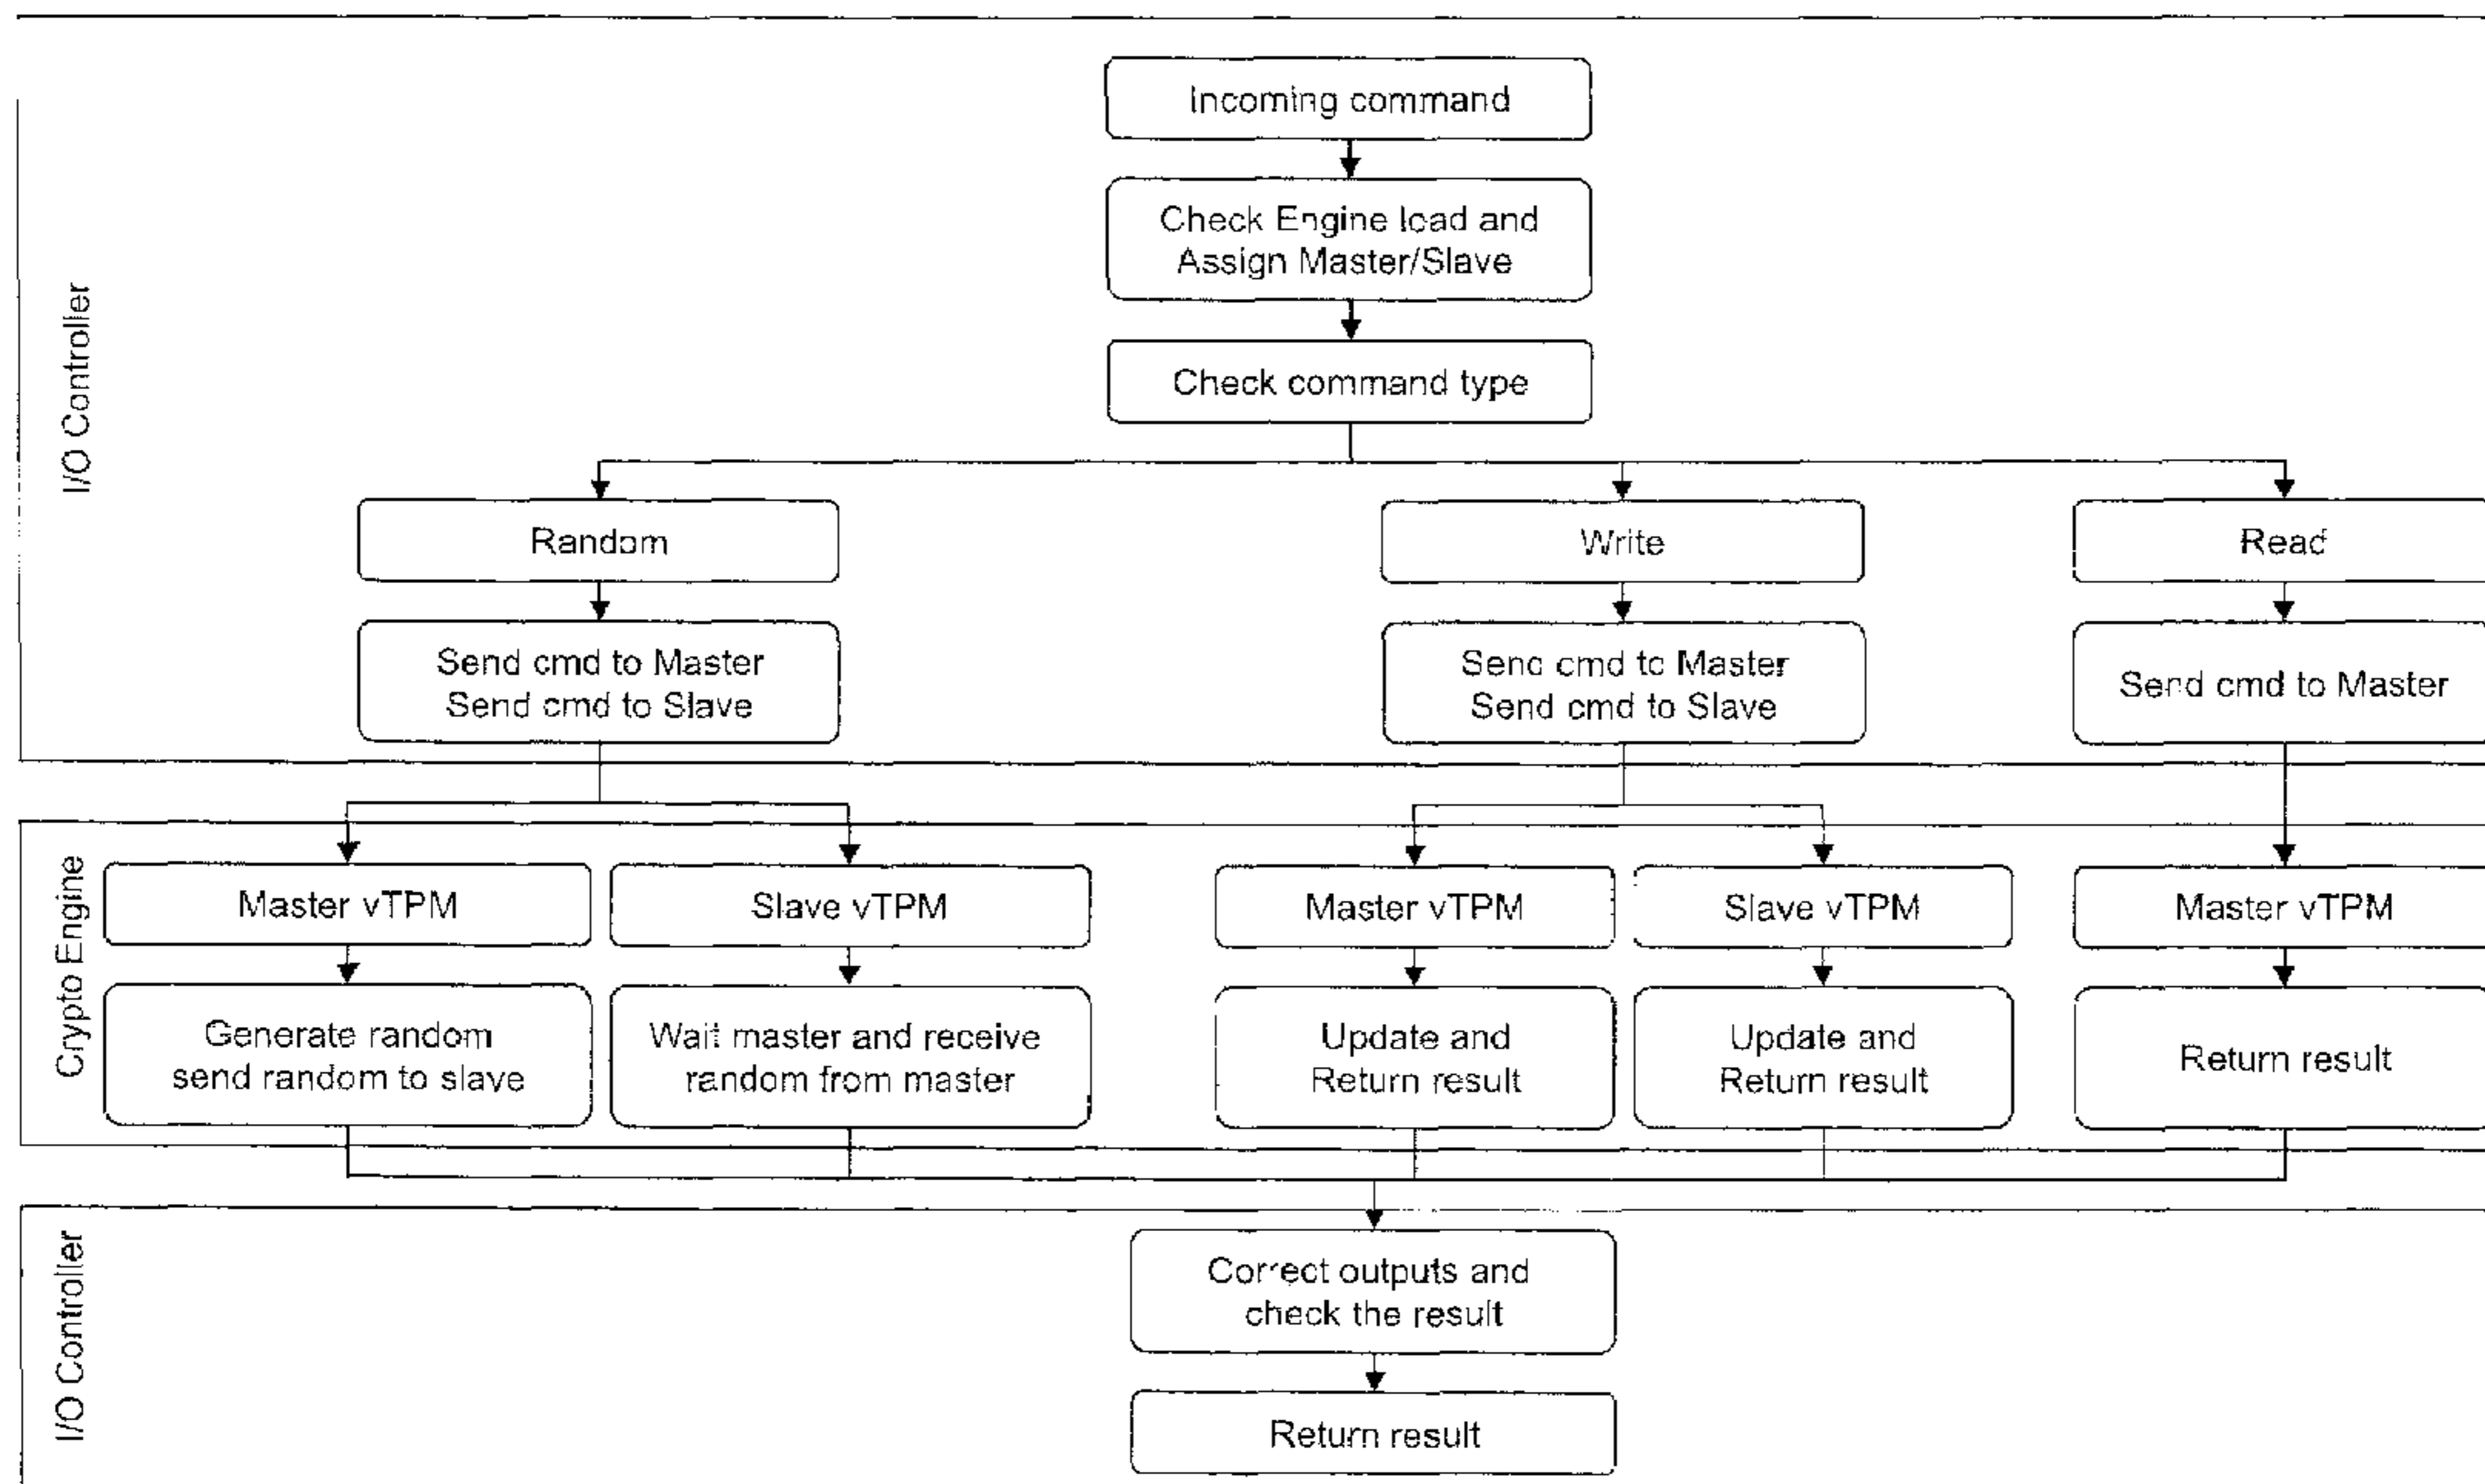 Incoming command
Check Engine load and
Assign Master/Slave
Check command type
I/O Controller
Random
Write
Read
Send cmd to Master
Send cmd to Slave
Send cmd to Master
Send cmd to Slave
Send cmd to Master
Crypto Engine
Master vTPM
Slave vTPM
Master vTPM
Slave vTPM
Master vTPM
Generate random
send random to slave
Wait master and receive
random from master
Update and
Return result
Update and
Return result
Return result
I/O Controller
Correct outputs and
check the result
Return result